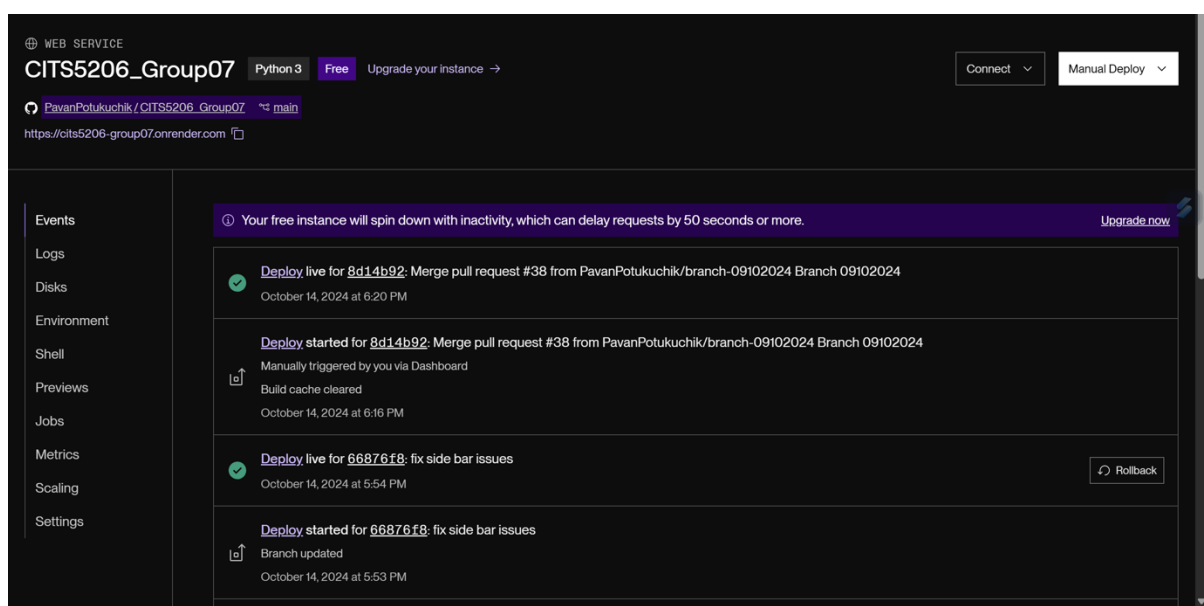 WEB SERVICE
CITS5206_Group07 Python 3 Free Upgrade your instance → Connect Manual Deploy
PavanPotukuchik / CITS5206_Group07 main
https://cits5206-group07.onrender.com
Events
Logs
Disks
Environment
Shell
Previews
Jobs
Metrics
Scaling
Settings
Your free instance will spin down with inactivity, which can delay requests by 50 seconds or more. Upgrade now
Deploy live for 8d14b92: Merge pull request #38 from PavanPotukuchik/branch-09102024 Branch 09102024
October 14, 2024 at 6:20 PM
Deploy started for 8d14b92: Merge pull request #38 from PavanPotukuchik/branch-09102024 Branch 09102024
Manually triggered by you via Dashboard
Build cache cleared
October 14, 2024 at 6:16 PM
Deploy live for 66876f8: fix side bar issues
October 14, 2024 at 5:54 PM
Rollback
Deploy started for 66876f8: fix side bar issues
Branch updated
October 14, 2024 at 5:53 PM